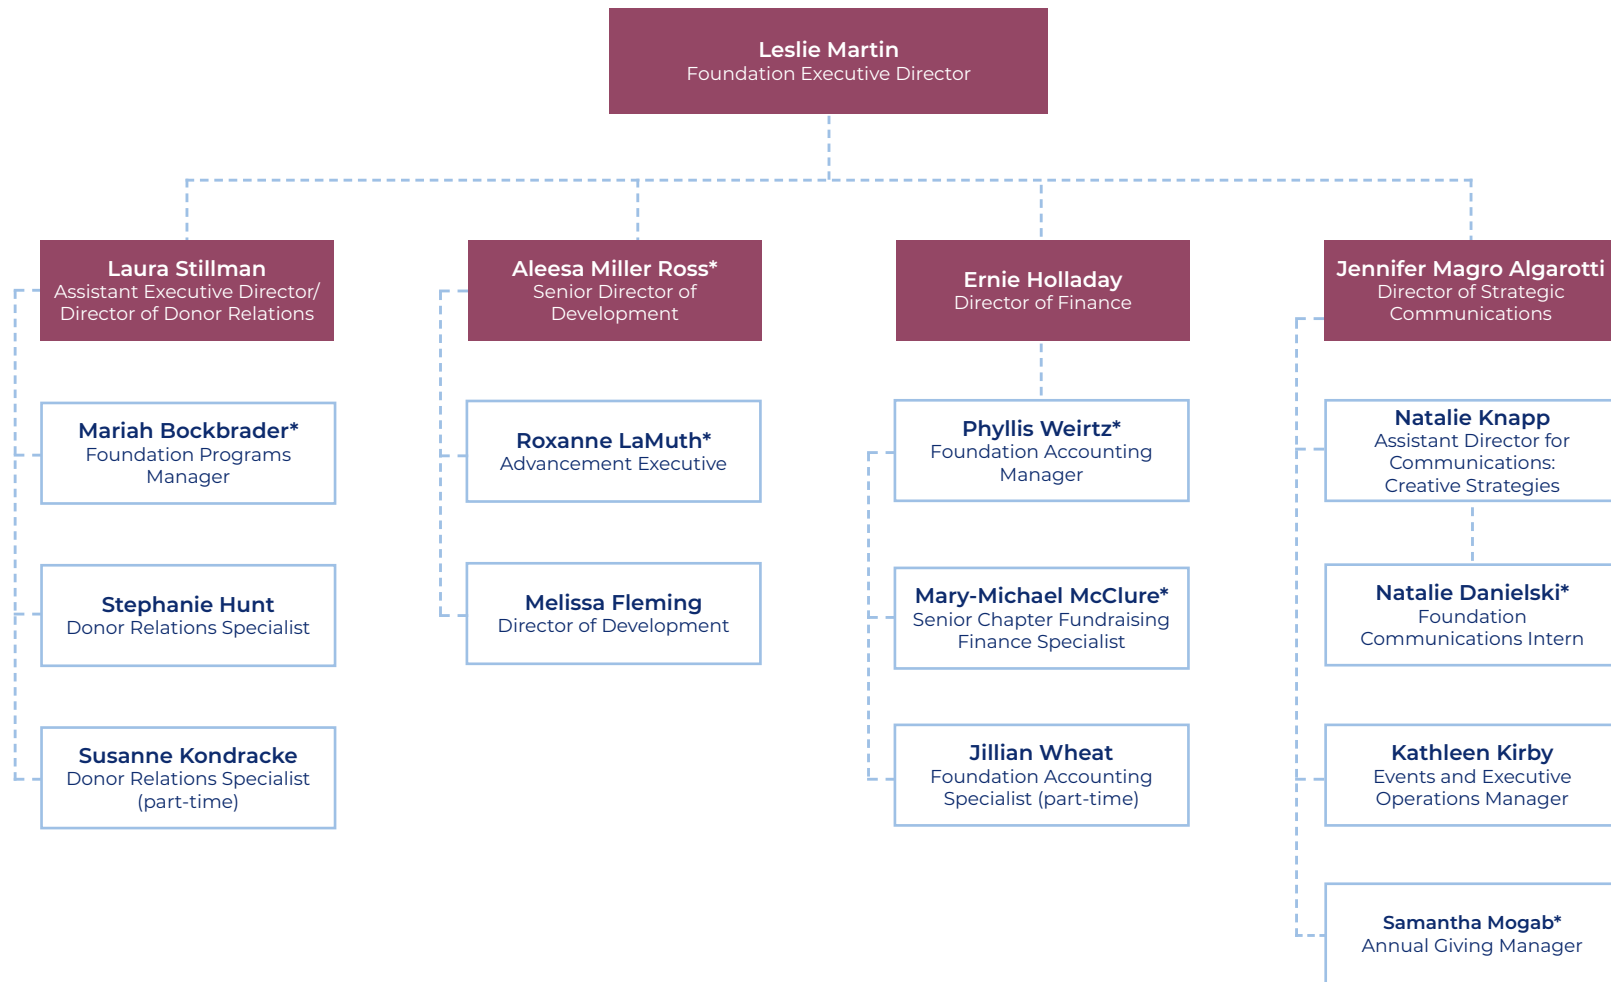 Leslie Martin
Foundation Executive Director
Laura Stillman
Assistant Executive Director/
Director of Donor Relations
Mariah Bockbrader*
Foundation Programs
Manager
Stephanie Hunt
Donor Relations Specialist
Susanne Kondracke
Donor Relations Specialist
(part-time)
Aleesa Miller Ross*
Senior Director of
Development
Roxanne LaMuth*
Advancement Executive
Melissa Fleming
Director of Development
Ernie Holladay
Director of Finance
Phyllis Weirtz*
Foundation Accounting
Manager
Mary-Michael McClure*
Senior Chapter Fundraising
Finance Specialist
Jillian Wheat
Foundation Accounting
Specialist (part-time)
Jennifer Magro Algarotti
Director of Strategic
Communications
Natalie Knapp
Assistant Director for
Communications:
Creative Strategies
Natalie Danielski*
Foundation
Communications Intern
Kathleen Kirby
Events and Executive
Operations Manager
Samantha Mogab*
Annual Giving Manager